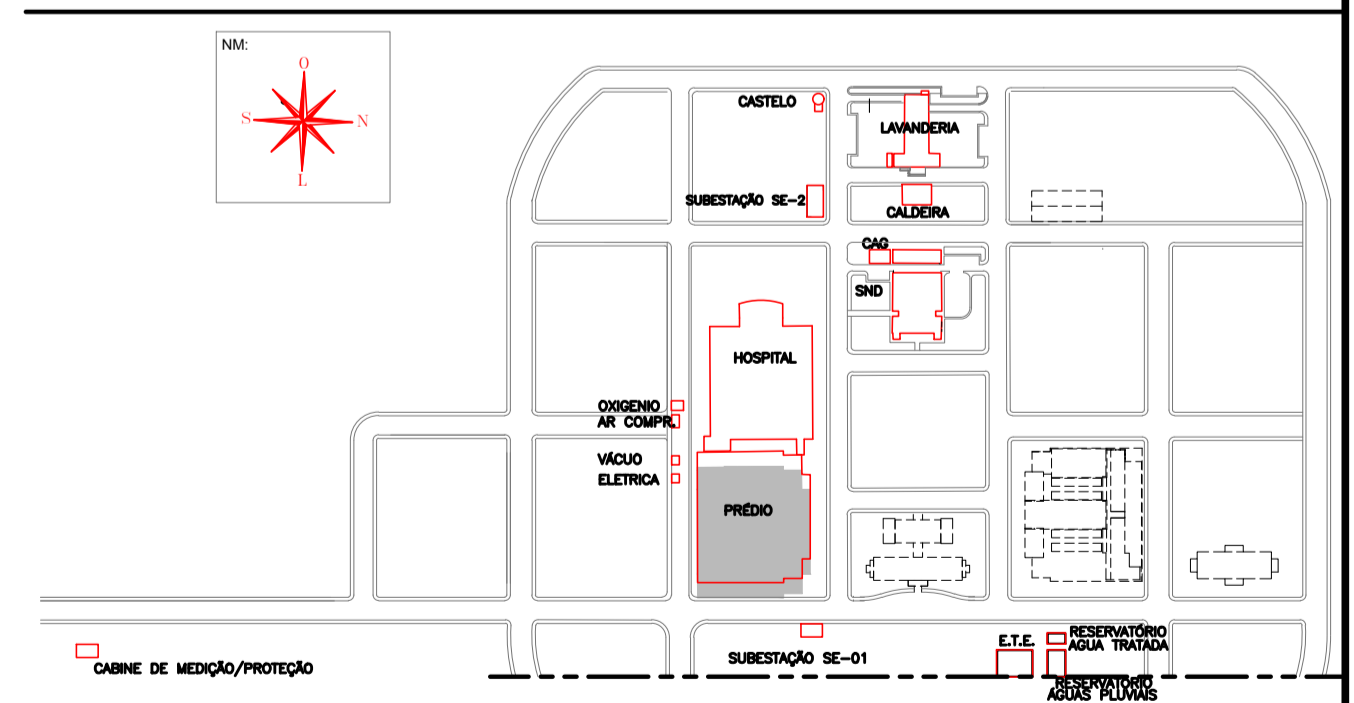 NM:
O
S
N
L
CASTELO
LAVANDERIA
SUBESTAÇÃO SE-2
CALDEIRA
CAG
SND
HOSPITAL
OXIGENIO
AR COMPR.
VÁCUO
ELETRICA
PRÉDIO
E.T.E.
RESERVATÓRIO
AGUA TRATADA
SUBESTAÇÃO SE-01
CABINE DE MEDIÇÃO/PROTEÇÃO
RESERVATÓRIO
ÁGUAS PLUVIAIS